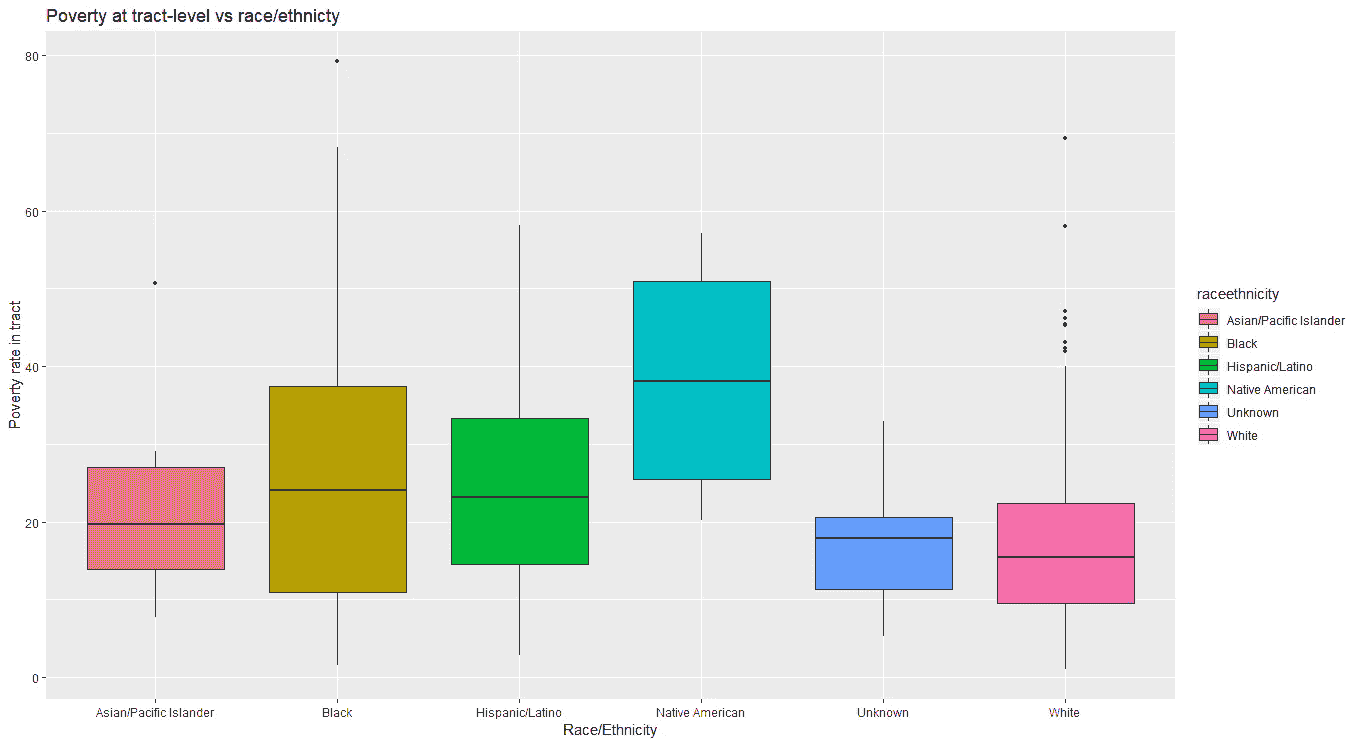 Poverty at tract-level vs race/ethnicty
80
60
40
20
0
Poverty rate in tract
Asian/Pacific Islander
Black
Hispanic/Latino
Native American
Unknown
White
Race/Ethnicity
raceethnicity
Asian/Pacific Islander
Black
Hispanic/Latino
Native American
Unknown
White